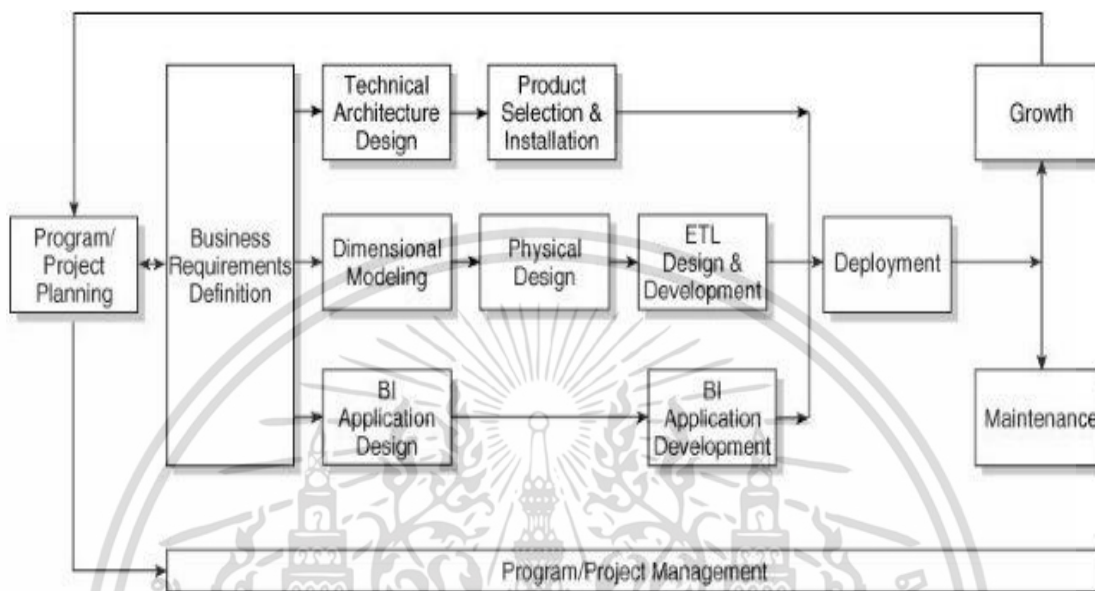 Technical
Architecture
Design
Product
Selection &
Installation
Growth
Program/
Project
Planning
Business
Requirements
Definition
Dimensional
Modeling
Physical
Design
ETL
Design &
Development
Deployment
BI
Application
Design
BI
Application
Development
Maintenance
Program/Project Management